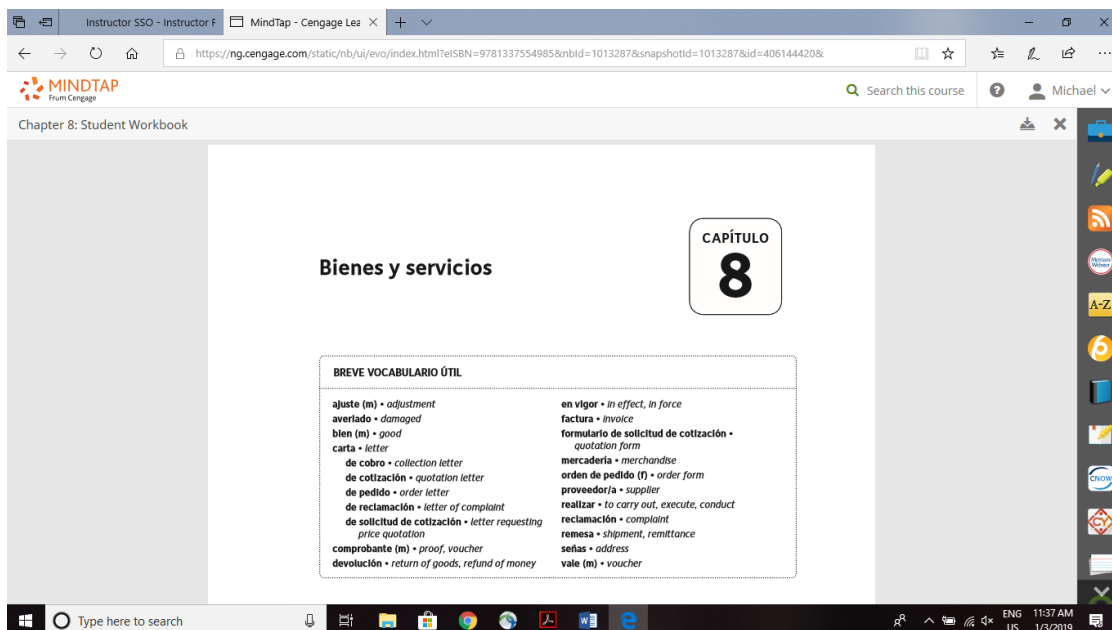 Instructor SSO - Instructor F
MindTap - Cengage Lea
https://ng.cengage.com/static/nb/ui/evo/index.html?eISBN=9781337554985&nbId=1013287&snapshotId=1013287&id=406144420&
MINDTAP
From Cengage
Search this course
Michael
Chapter 8: Student Workbook
Bienes y servicios
CAPÍTULO
8
BREVE VOCABULARIO ÚTIL
ajuste (m) • adjustment
averiado • damaged
bien (m) • good
carta • letter
de cobro • collection letter
de cotización • quotation letter
de pedido • order letter
de reclamación • letter of complaint
de solicitud de cotización • letter requesting
price quotation
comprobante (m) • proof, voucher
devolución • return of goods, refund of money
en vigor • in effect, in force
factura • invoice
formulario de solicitud de cotización •
quotation form
mercadería • merchandise
orden de pedido (f) • order form
proveedor/a • supplier
realizar • to carry out, execute, conduct
reclamación • complaint
remesa • shipment, remittance
señas • address
vale (m) • voucher
Merriam
Webster
A-Z
CNOW
CY
Type here to search
ENG
US
11:37 AM
1/3/2019